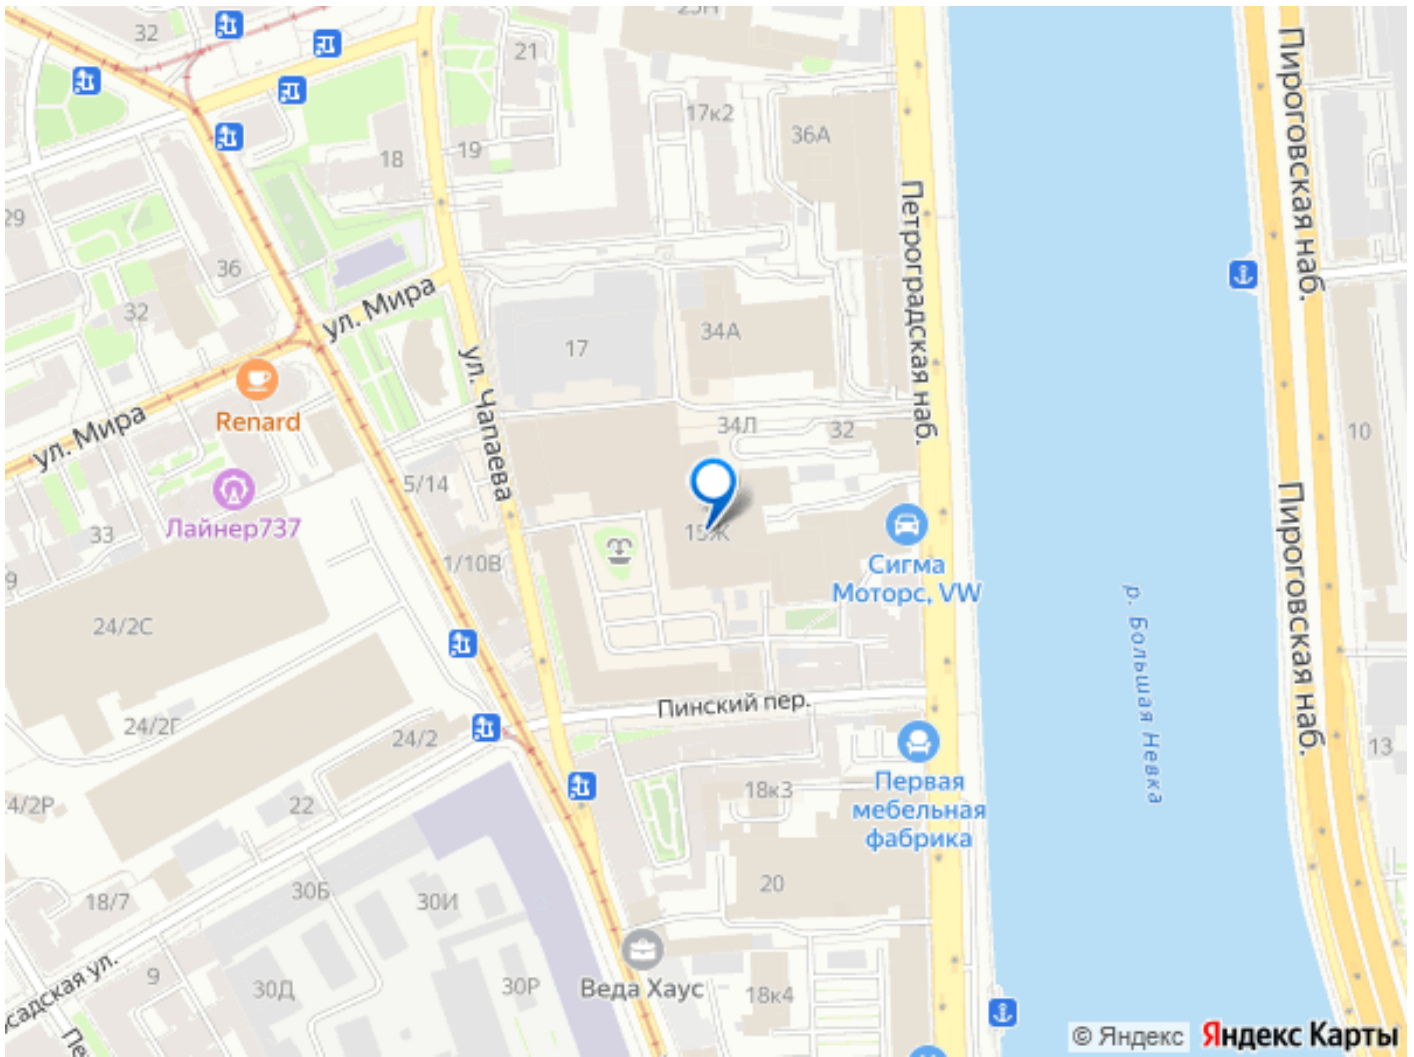 32
21
17к2
36А
18
19
29
36
32
Петроградская наб.
Пироговская наб.
ул. Мира
34А
17
ул. Чапаева
Renard
ул. Мира
34Л
32
10
5/14
Лайнер737
33
15Ж
1/10В
Сигма
Моторс, VW
Пироговская наб.
р. Большая Невка
24/2С
Пинский пер.
24/2Г
24/2
13
Первая
мебельная
фабрика
18к3
22
20
18/7
30Б
30И
9
30Д
30Р
Веда Хаус
18к4
© Яндекс
Яндекс Карты